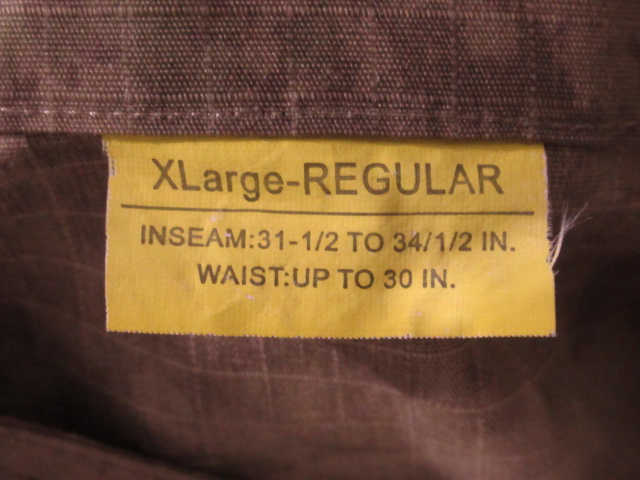 XLarge-REGULAR
INSEAM:31-1/2 TO 34/1/2 IN.
WAIST:UP TO 30 IN.